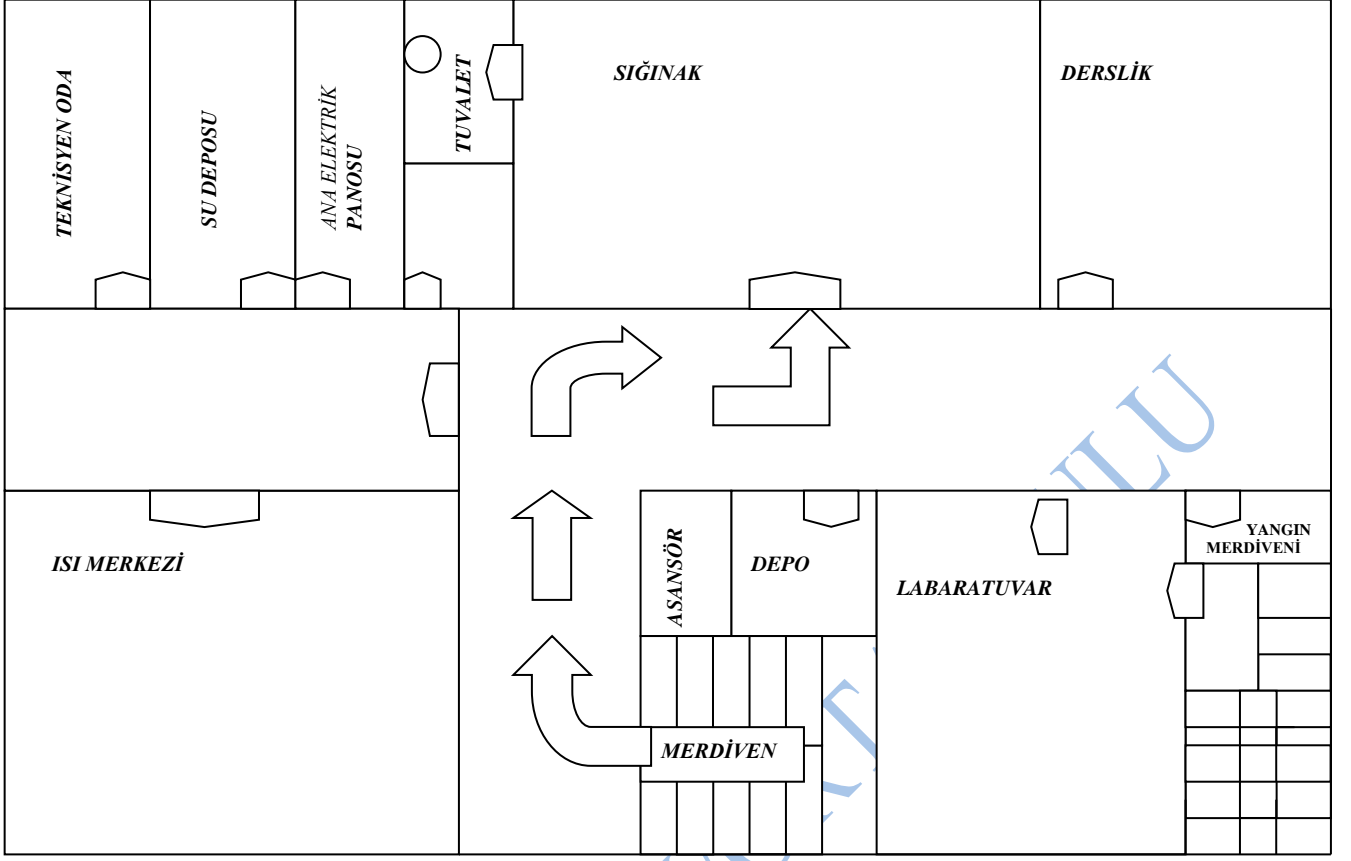 TEKNİSYEN ODA
SU DEPOSU
ANA ELEKTRİK
PANOSU
TUVALET
SIĞINAK
DERSLİK
ISI MERKEZİ
ASANSÖR
DEPO
LABARATUVAR
YANGIN
MERDİVENİ
MERDİVEN